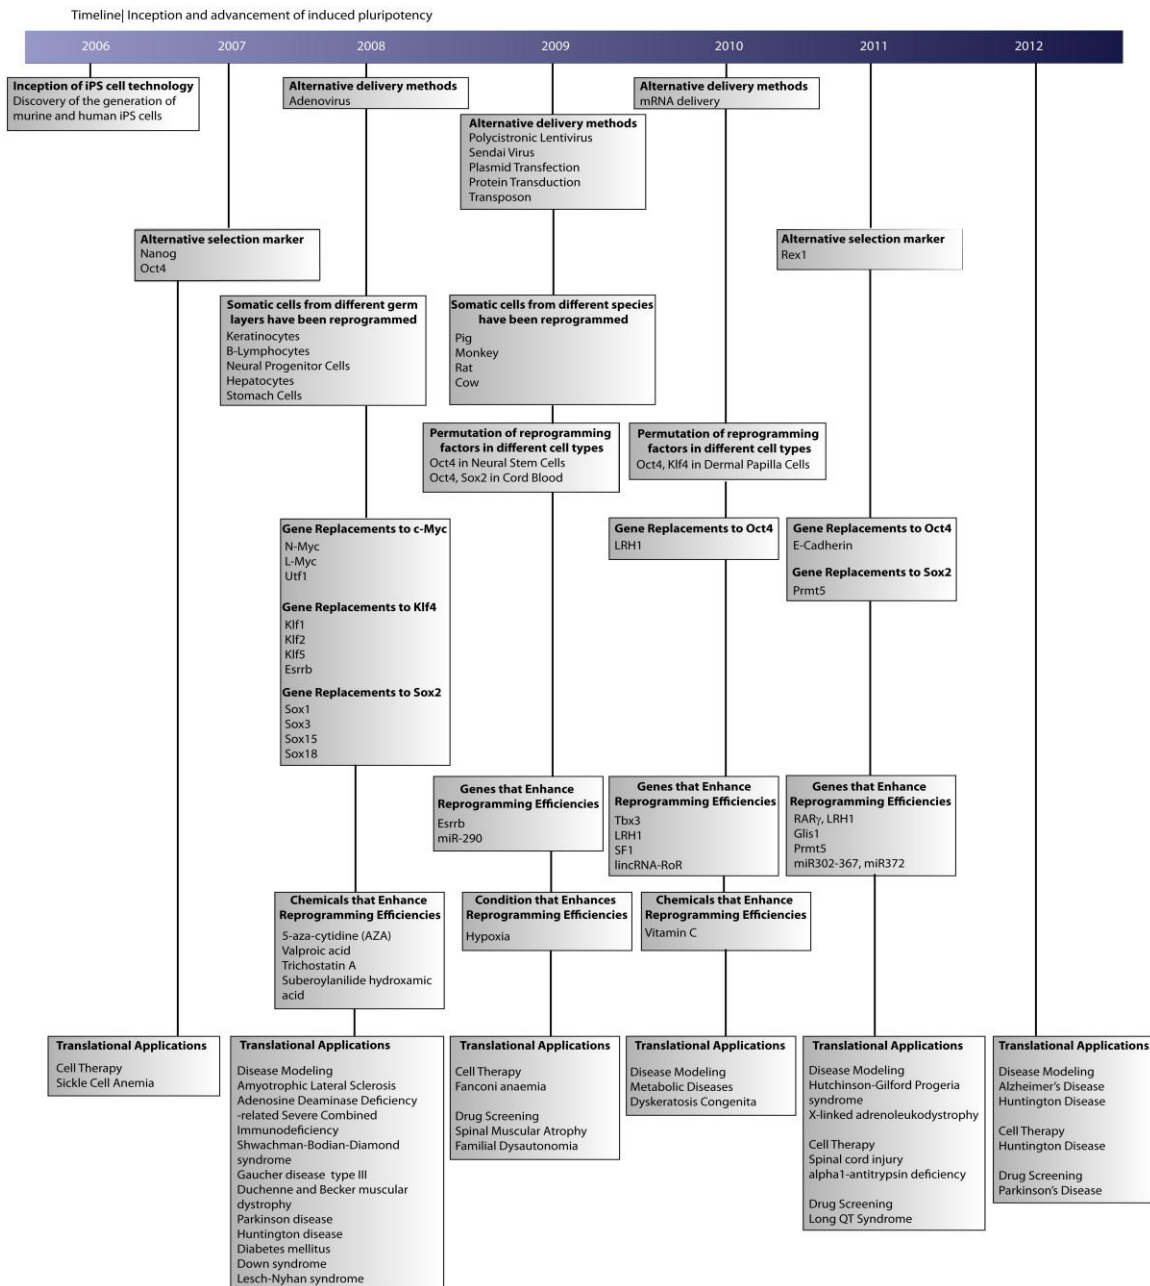 Timeline| Inception and advancement of induced pluripotency
2006
2007
2008
2009
2010
2011
2012
Inception of iPS cell technology
Discovery of the generation of
murine and human iPS cells
Alternative delivery methods
Adenovirus
Alternative delivery methods
Polycistronic Lentivirus
Sendai Virus
Plasmid Transfection
Protein Transduction
Transposon
Alternative delivery methods
mRNA delivery
Alternative selection marker
Nanog
Oct4
Alternative selection marker
Rex1
Somatic cells from different germ
layers have been reprogrammed
Keratinocytes
B-Lymphocytes
Neural Progenitor Cells
Hepatocytes
Stomach Cells
Somatic cells from different species
have been reprogrammed
Pig
Monkey
Rat
Cow
Permutation of reprogramming
factors in different cell types
Oct4 in Neural Stem Cells
Oct4, Sox2 in Cord Blood
Permutation of reprogramming
factors in different cell types
Oct4, Klf4 in Dermal Papilla Cells
Gene Replacements to c-Myc
N-Myc
L-Myc
Utf1
Gene Replacements to Klf4
Klf1
Klf2
Klf5
Esrrb
Gene Replacements to Sox2
Sox1
Sox3
Sox15
Sox18
Gene Replacements to Oct4
LRH1
Gene Replacements to Oct4
E-Cadherin
Gene Replacements to Sox2
Prmt5
Genes that Enhance
Reprogramming Efficiencies
Esrrb
miR-290
Genes that Enhance
Reprogramming Efficiencies
Tbx3
LRH1
SF1
lincRNA-RoR
Genes that Enhance
Reprogramming Efficiencies
RARγ, LRH1
Glis1
Prmt5
miR302-367, miR372
Chemicals that Enhance
Reprogramming Efficiencies
5-aza-cytidine (AZA)
Valproic acid
Trichostatin A
Suberoylanilide hydroxamic
acid
Condition that Enhances
Reprogramming Efficiencies
Hypoxia
Chemicals that Enhance
Reprogramming Efficiencies
Vitamin C
Translational Applications
Cell Therapy
Sickle Cell Anemia
Translational Applications
Disease Modeling
Amyotrophic Lateral Sclerosis
Adenosine Deaminase Deficiency
-related Severe Combined
Immunodeficiency
Shwachman-Bodian-Diamond
syndrome
Gaucher disease type III
Duchenne and Becker muscular
dystrophy
Parkinson disease
Huntington disease
Diabetes mellitus
Down syndrome
Lesch-Nyhan syndrome
Translational Applications
Cell Therapy
Fanconi anaemia
Drug Screening
Spinal Muscular Atrophy
Familial Dysautonomia
Translational Applications
Disease Modeling
Metabolic Diseases
Dyskeratosis Congenita
Translational Applications
Disease Modeling
Hutchinson-Gilford Progeria
syndrome
X-linked adrenoleukodystrophy
Cell Therapy
Spinal cord injury
alpha1-antitrypsin deficiency
Drug Screening
Long QT Syndrome
Translational Applications
Disease Modeling
Alzheimer's Disease
Huntington Disease
Cell Therapy
Huntington Disease
Drug Screening
Parkinson's Disease